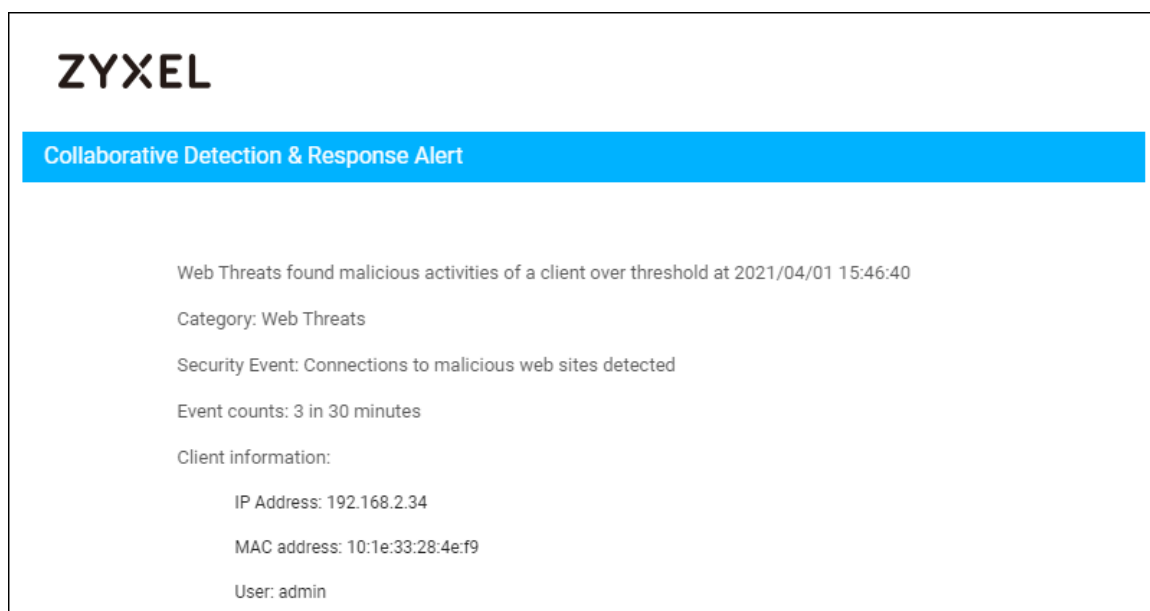 ZYXEL
Collaborative Detection & Response Alert
Web Threats found malicious activities of a client over threshold at 2021/04/01 15:46:40
Category: Web Threats
Security Event: Connections to malicious web sites detected
Event counts: 3 in 30 minutes
Client information:
IP Address: 192.168.2.34
MAC address: 10:1e:33:28:4e:f9
User: admin